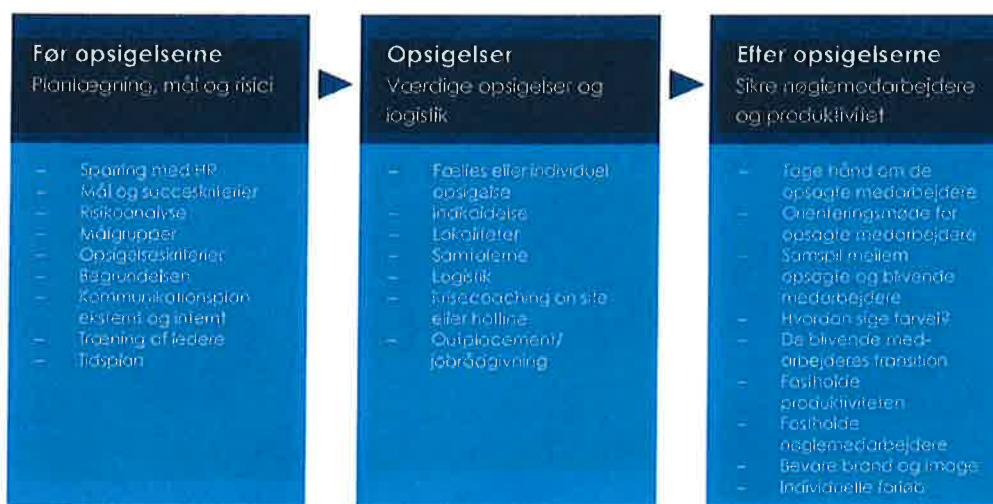 Før opsigelserne
Planlægning, mål og risici
– Sparring med HR
– Mål og succeskriterier
– Risikoanalyse
– Målgrupper
– Opsigelseskriterier
– Begrundelsen
– Kommunikationsplan
eksternt og internt
– Træning af ledere
– Tidsplan
Opsigelser
Værdige opsigelser og
logistik
– Fælles eller individuel
opsigelse
– Indkaldelse
– Lokaliteter
– Samtalerne
– Logistik
– Krisecoaching on site
eller hotline
– Outplacement/
jobrådgivning
Efter opsigelserne
Sikre nøglemedarbejdere
og produktivitet
– Tage hånd om de
opsagte medarbejdere
– Orienteringsmøde for
opsagte medarbejdere
– Samspil mellem
opsagte og blivende
medarbejdere
– Hvordan sige farvel?
– De blivende med-
arbejderes transition
– Fastholde
produktiviteten
– Fastholde
nøglemedarbejdere
– Bevare brand og image
– Individuelle forløb